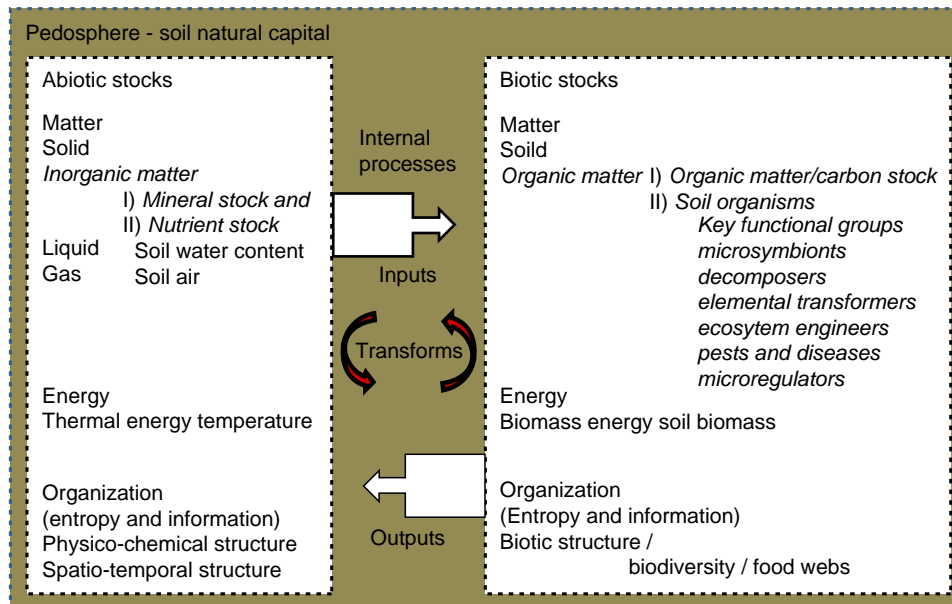 Pedosphere - soil natural capital
Abiotic stocks
Matter
Solid
Inorganic matter
I) Mineral stock and
II) Nutrient stock
Liquid Soil water content
Gas Soil air
Energy
Thermal energy temperature
Organization
(entropy and information)
Physico-chemical structure
Spatio-temporal structure
Internal
processes
Inputs
Transforms
Outputs
Biotic stocks
Matter
Soild
Organic matter I) Organic matter/carbon stock
II) Soil organisms
Key functional groups
microsymbionts
decomposers
elemental transformers
ecosytem engineers
pests and diseases
microregulators
Energy
Biomass energy soil biomass
Organization
(Entropy and information)
Biotic structure /
biodiversity / food webs